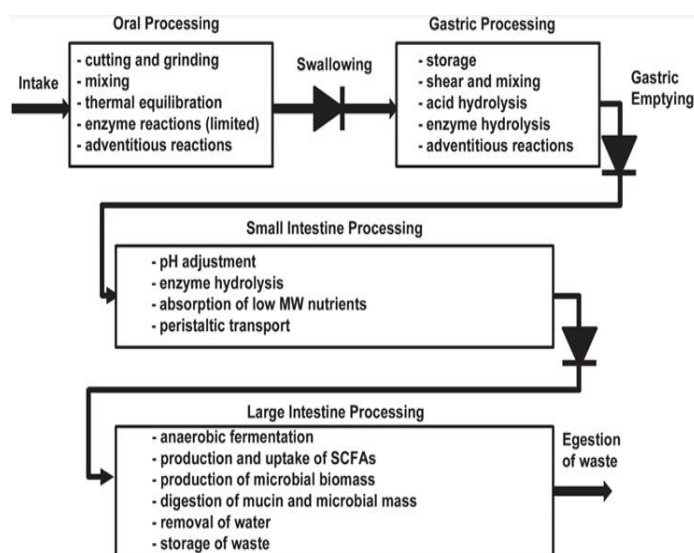 Oral Processing
Gastric Processing
Intake
- cutting and grinding
- mixing
- thermal equilibration
- enzyme reactions (limited)
- adventitious reactions
Swallowing
- storage
- shear and mixing
- acid hydrolysis
- enzyme hydrolysis
- adventitious reactions
Gastric
Emptying
Small Intestine Processing
- pH adjustment
- enzyme hydrolysis
- absorption of low MW nutrients
- peristaltic transport
Large Intestine Processing
- anaerobic fermentation
- production and uptake of SCFAs
- production of microbial biomass
- digestion of mucin and microbial mass
- removal of water
- storage of waste
Egestion
of waste